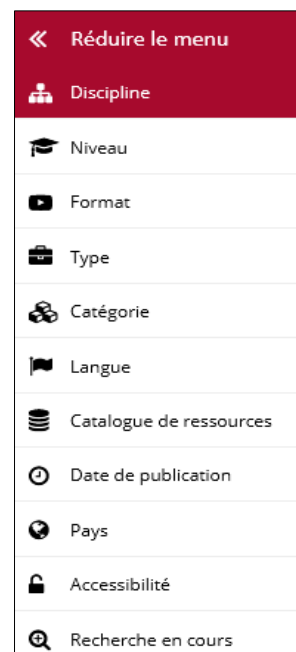 Réduire le menu
Discipline
Niveau
Format
Type
Catégorie
Langue
Catalogue de ressources
Date de publication
Pays
Accessibilité
Recherche en cours